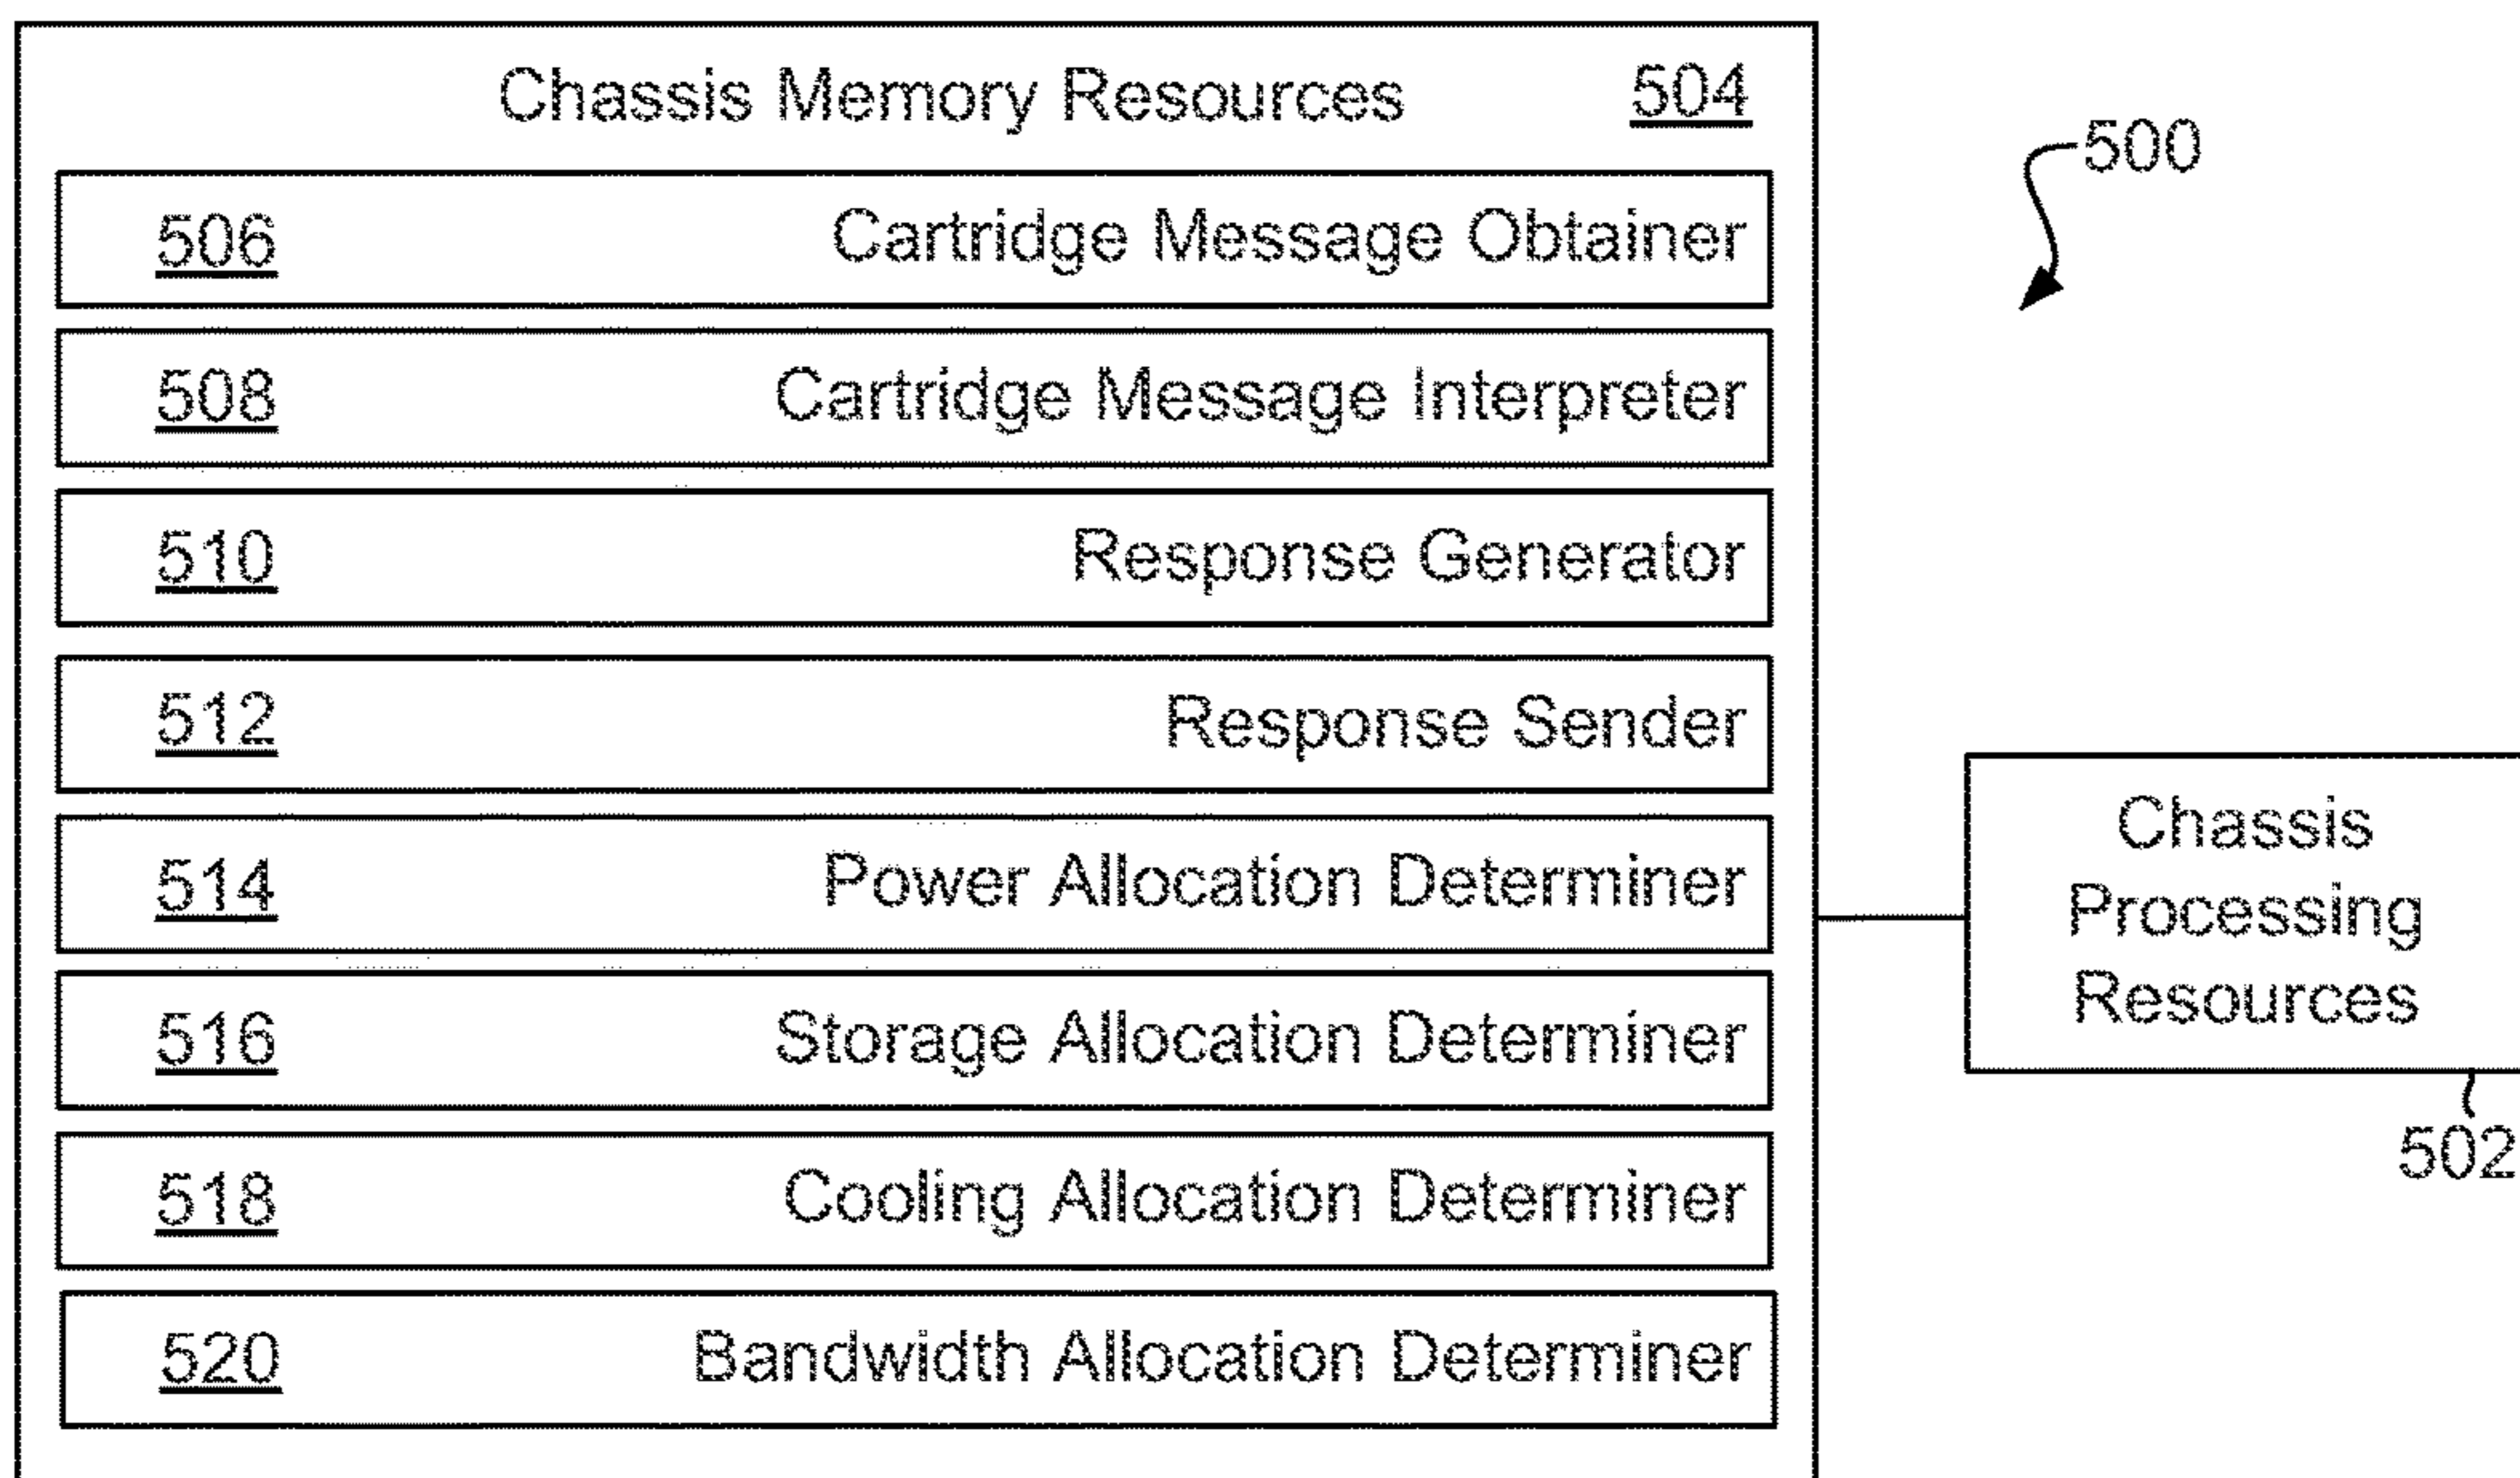 Chassis Memory Resources 504
500
506 Cartridge Message Obtainer
508 Cartridge Message Interpreter
510 Response Generator
512 Response Sender
514 Power Allocation Determiner
516 Storage Allocation Determiner
518 Cooling Allocation Determiner
520 Bandwidth Allocation Determiner
Chassis
Processing
Resources
502